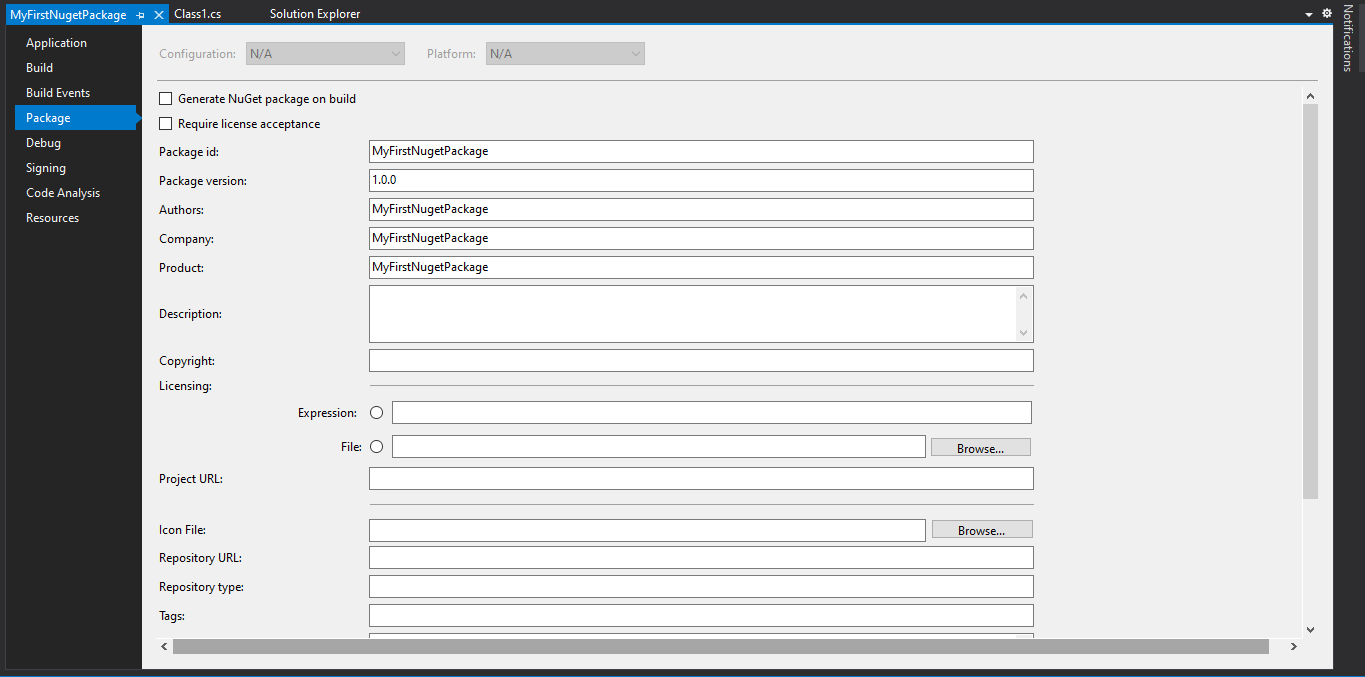 MyFirstNugetPackage Class1.cs Solution Explorer
Notifications
Application
Build
Build Events
Package
Debug
Signing
Code Analysis
Resources
Configuration: N/A Platform: N/A
Generate NuGet package on build
Require license acceptance
Package id: MyFirstNugetPackage
Package version: 1.0.0
Authors: MyFirstNugetPackage
Company: MyFirstNugetPackage
Product: MyFirstNugetPackage
Description:
Copyright:
Licensing:
Expression:
File: Browse...
Project URL:
Icon File: Browse...
Repository URL:
Repository type:
Tags: